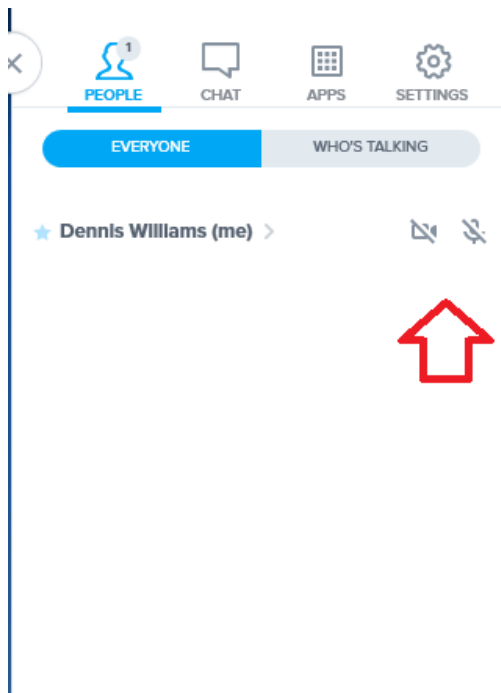 1
PEOPLE CHAT APPS SETTINGS
EVERYONE WHO'S TALKING
Dennis Williams (me)